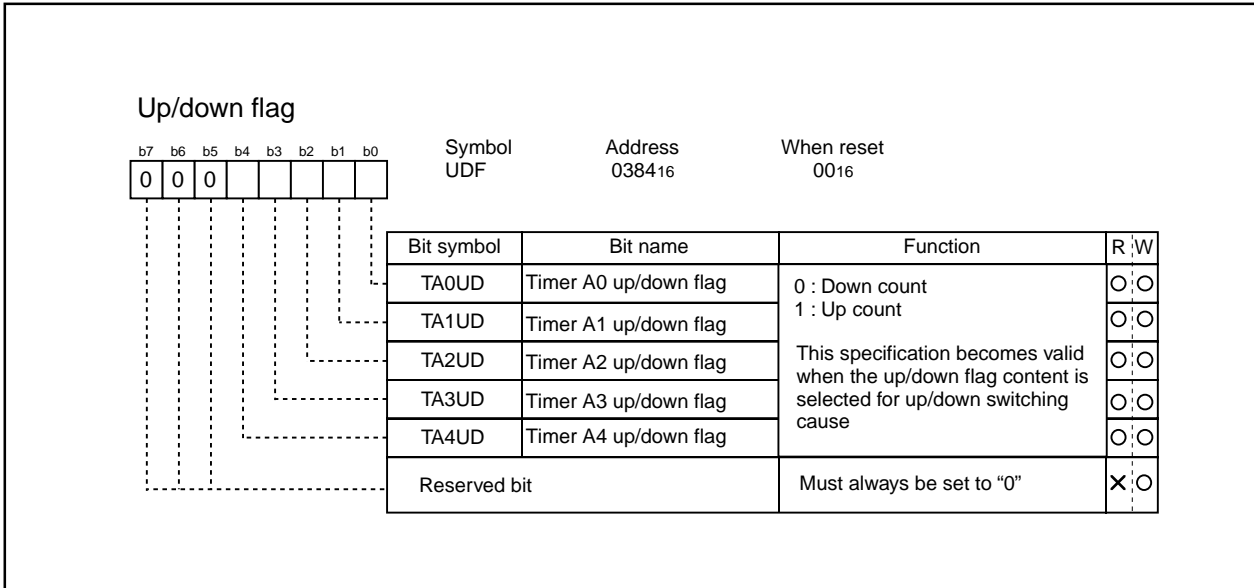 Up/down flag
b7 b6 b5 b4 b3 b2 b1 b0
0 0 0
Symbol Address When reset
UDF 038416 0016
Bit symbol Bit name Function R W
TA0UD Timer A0 up/down flag
TA1UD Timer A1 up/down flag
TA2UD Timer A2 up/down flag
TA3UD Timer A3 up/down flag
TA4UD Timer A4 up/down flag
0 : Down count
1 : Up count
This specification becomes valid
when the up/down flag content is
selected for up/down switching
cause
Reserved bit Must always be set to “0”